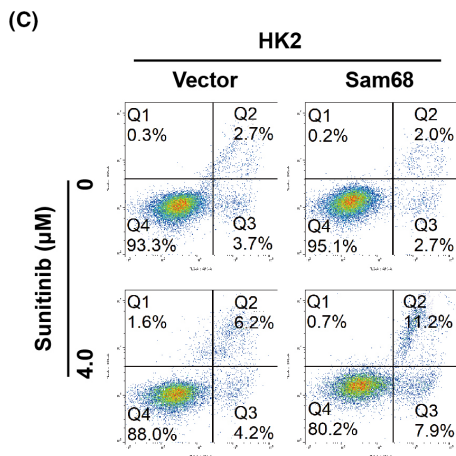 (C)
HK2
Vector Sam68
Sunitinib (μM)
0
Q1 Q2
0.3% 2.7%
Q4 Q3
93.3% 3.7%
Q1 Q2
0.2% 2.0%
Q4 Q3
95.1% 2.7%
4.0
Q1 Q2
1.6% 6.2%
Q4 Q3
88.0% 4.2%
Q1 Q2
0.7% 11.2%
Q4 Q3
80.2% 7.9%